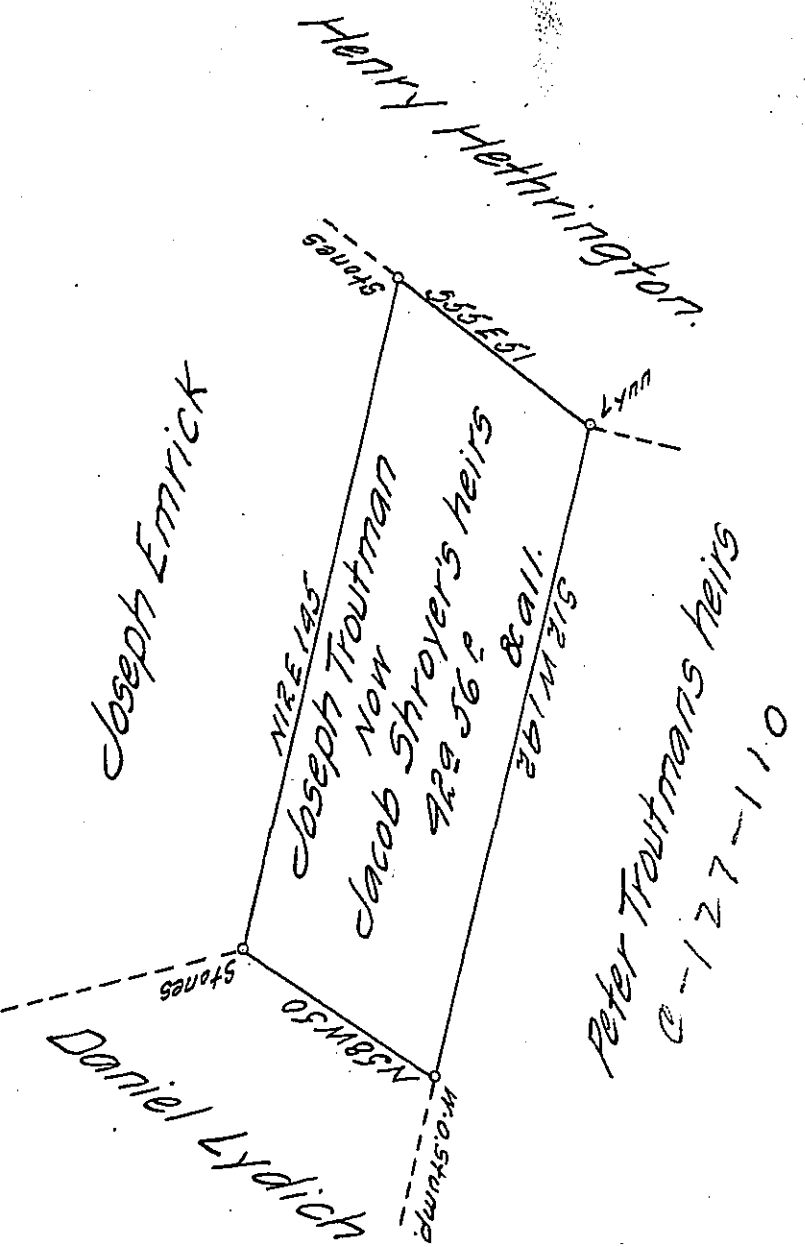 Henry Hethrington.
Stones
S55E51
Lynn
Joseph Emrick
N12E145
Joseph Troutman
Now
Jacob Shroyer's heirs
42a 56p
& all.
S12W142
Stones
N58W50
W.O.Stump.
Daniel Lydich
Peter Troutmans heirs
C-127-110